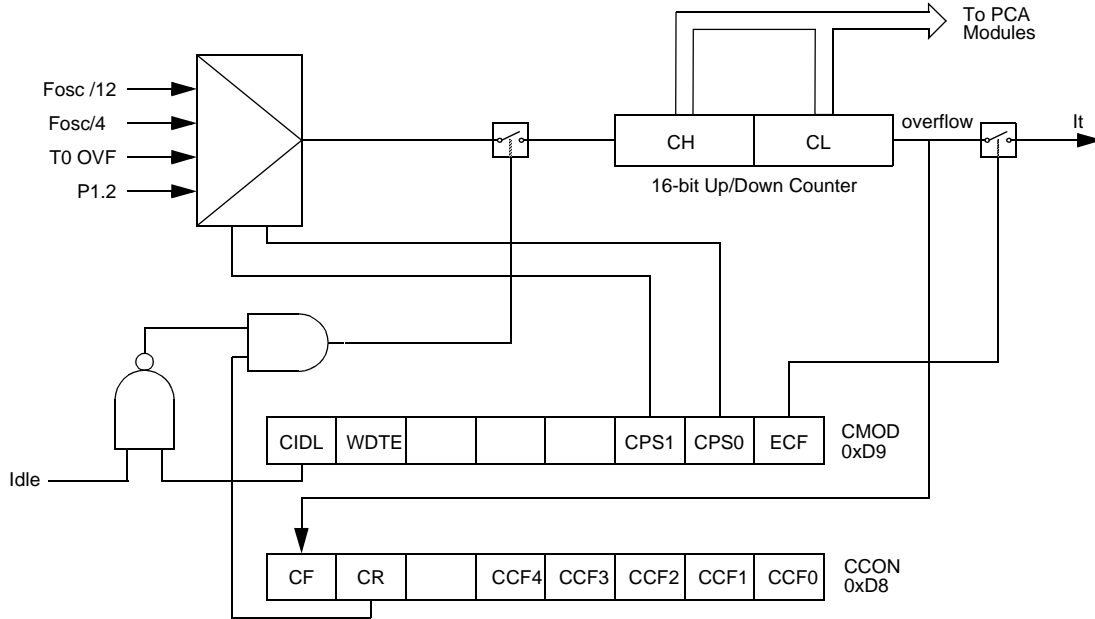 To PCA
Modules
Fosc /12
Fosc/4
T0 OVF
P1.2
CH
CL
overflow
It
16-bit Up/Down Counter
CIDL
WDTE
CPS1
CPS0
ECF
CMOD
0xD9
Idle
CF
CR
CCF4
CCF3
CCF2
CCF1
CCF0
CCON
0xD8